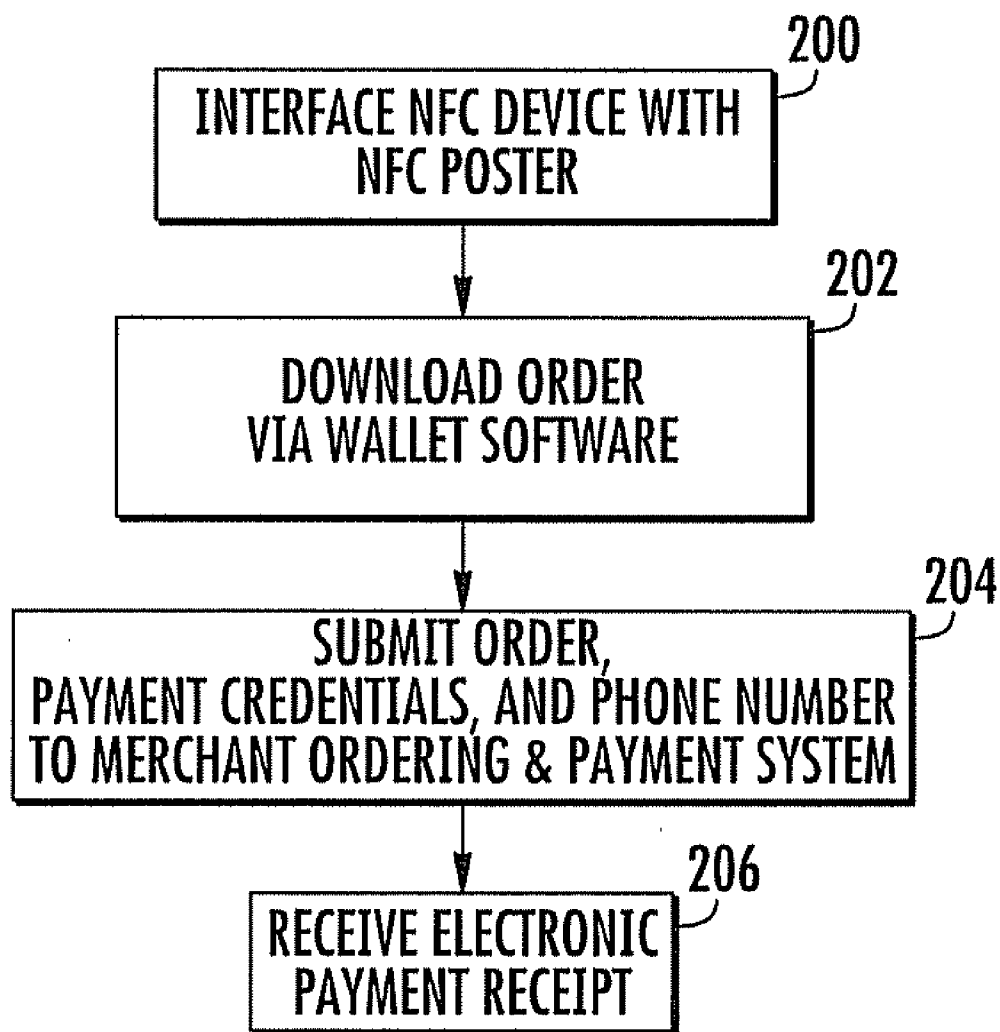 200
INTERFACE NFC DEVICE WITH
NFC POSTER
202
DOWNLOAD ORDER
VIA WALLET SOFTWARE
204
SUBMIT ORDER,
PAYMENT CREDENTIALS, AND PHONE NUMBER
TO MERCHANT ORDERING & PAYMENT SYSTEM
206
RECEIVE ELECTRONIC
PAYMENT RECEIPT